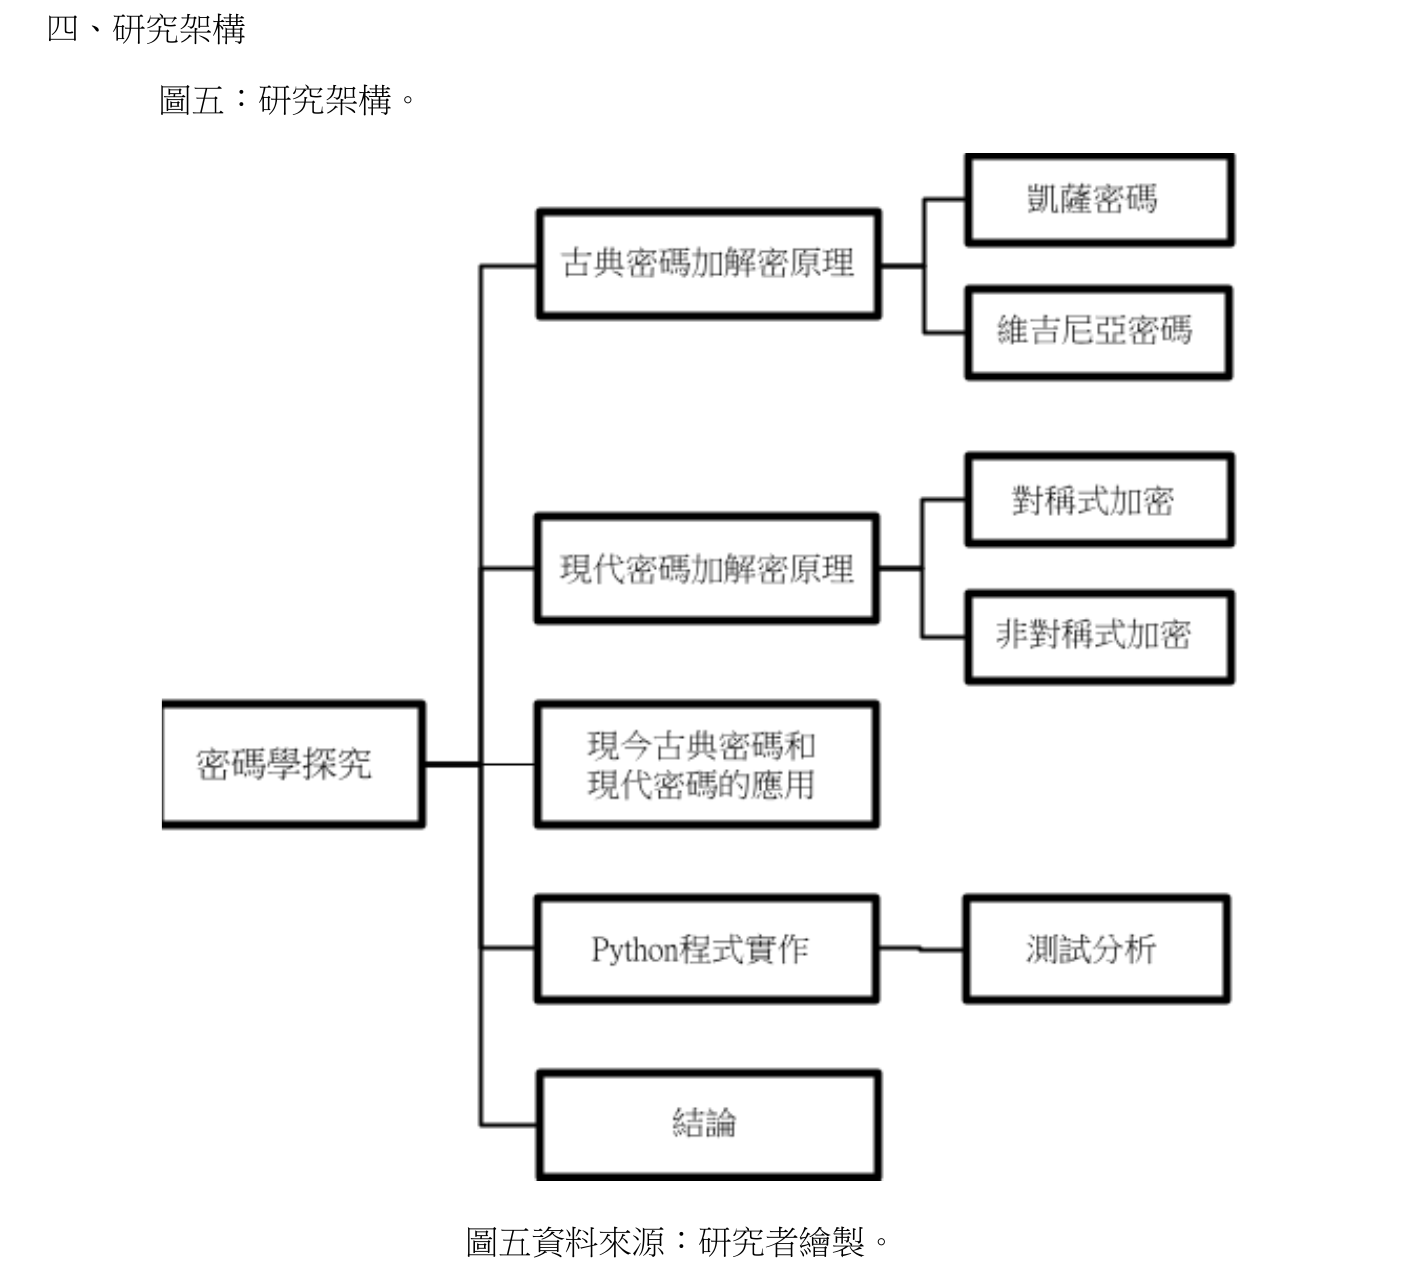 四、研究架構
圖五：研究架構。
凱薩密碼
古典密碼加解密原理
維吉尼亞密碼
對稱式加密
現代密碼加解密原理
非對稱式加密
密碼學探究
現今古典密碼和
現代密碼的應用
Python程式實作
測試分析
結論
圖五資料來源：研究者繪製。